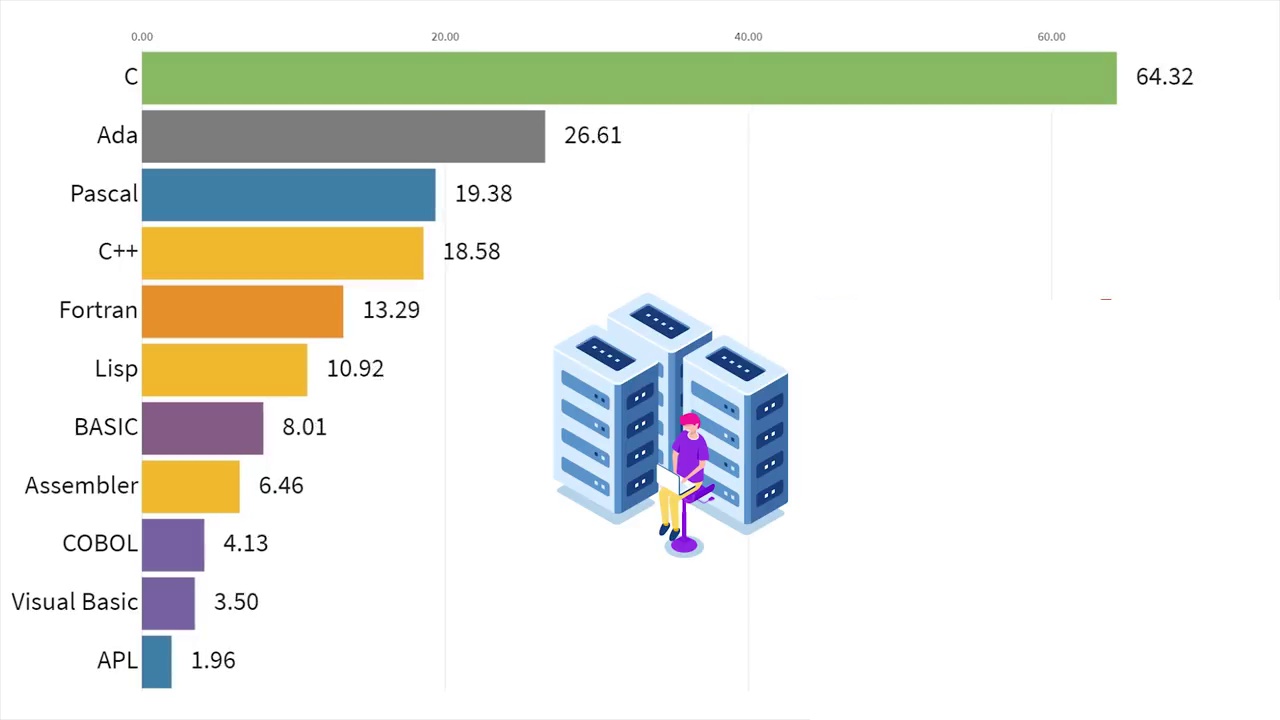 0.00 20.00 40.00 60.00
C 64.32
Ada 26.61
Pascal 19.38
C++ 18.58
Fortran 13.29
Lisp 10.92
BASIC 8.01
Assembler 6.46
COBOL 4.13
Visual Basic 3.50
APL 1.96